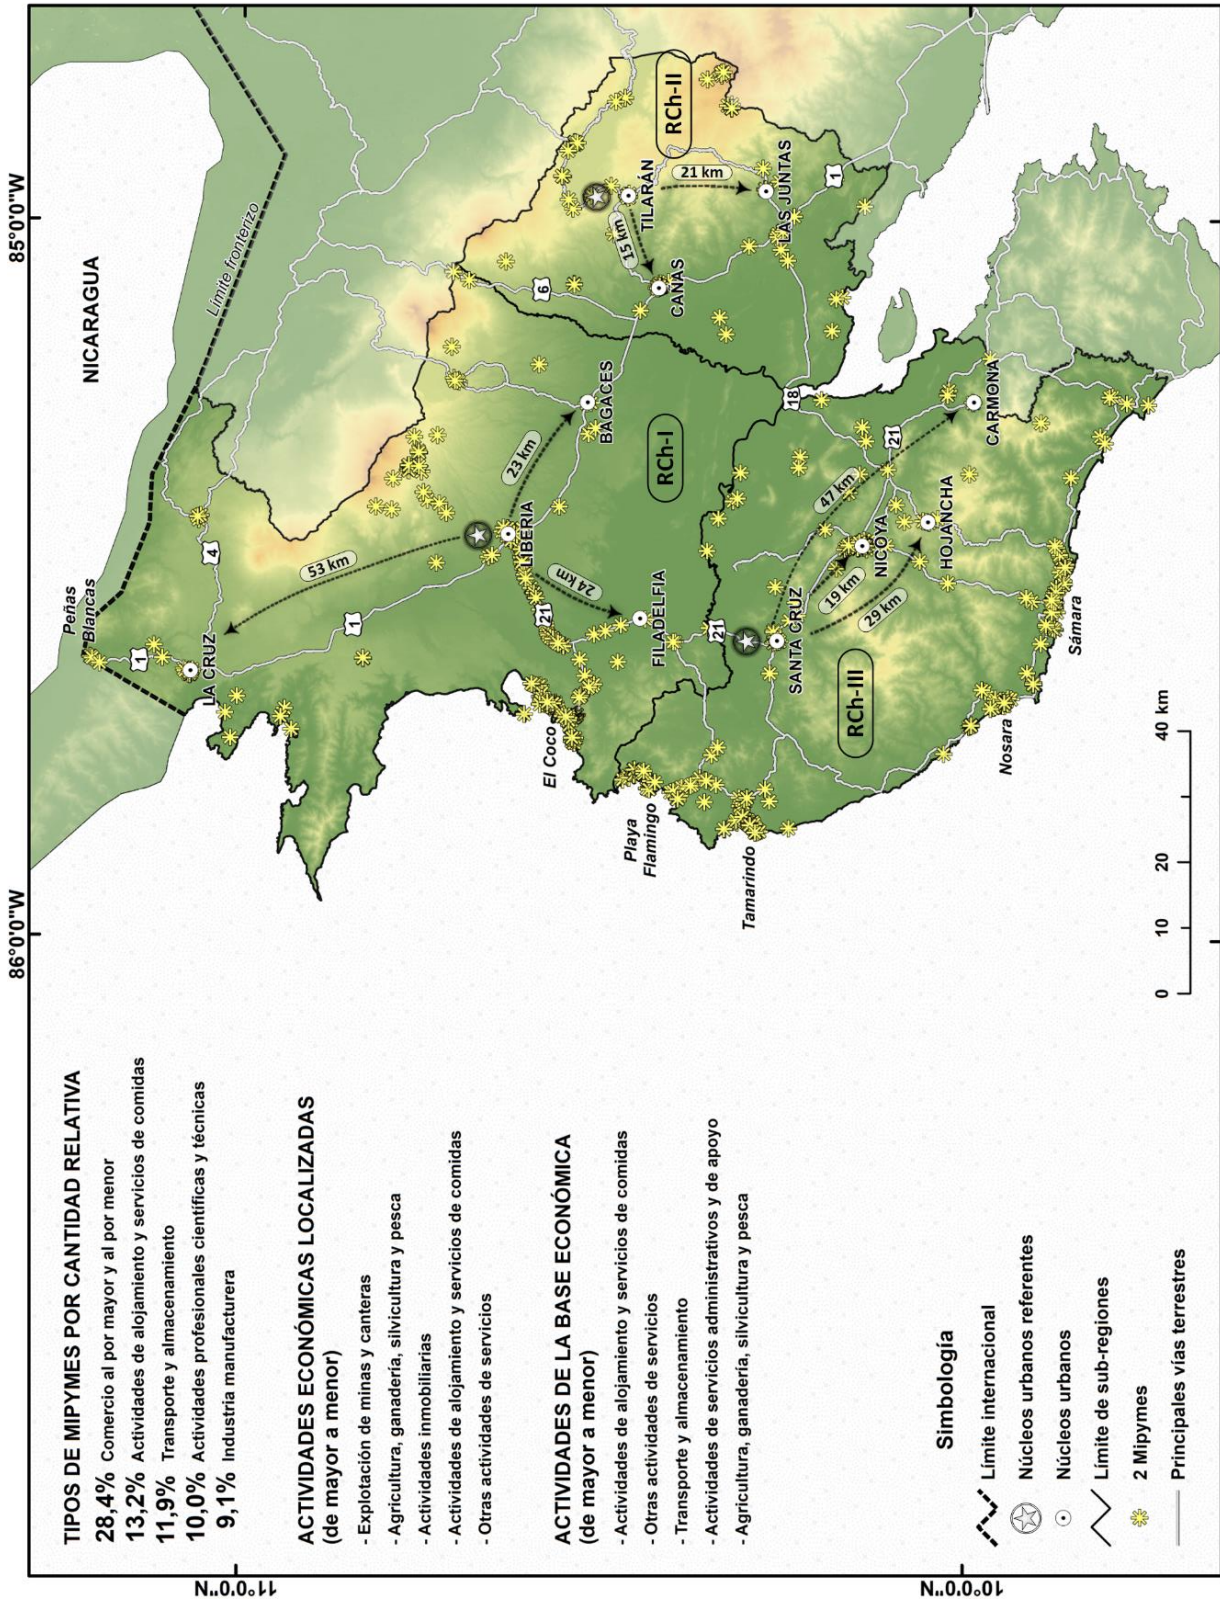 86°0'0"W
85°0'0"W
11°0'0"N
10°0'0"N
TIPOS DE MIPYMES POR CANTIDAD RELATIVA
28,4% Comercio al por mayor y al por menor
13,2% Actividades de alojamiento y servicios de comidas
11,9% Transporte y almacenamiento
10,0% Actividades profesionales científicas y técnicas
9,1% Industria manufacturera
ACTIVIDADES ECONÓMICAS LOCALIZADAS
(de mayor a menor)
- Explotación de minas y canteras
- Agricultura, ganadería, silvicultura y pesca
- Actividades inmobiliarias
- Actividades de alojamiento y servicios de comidas
- Otras actividades de servicios
ACTIVIDADES DE LA BASE ECONÓMICA
(de mayor a menor)
- Actividades de alojamiento y servicios de comidas
- Otras actividades de servicios
- Transporte y almacenamiento
- Actividades de servicios administrativos y de apoyo
- Agricultura, ganadería, silvicultura y pesca
Simbología
Límite internacional
Núcleos urbanos referentes
Núcleos urbanos
Límite de sub-regiones
2 Mipymes
Principales vías terrestres
NICARAGUA
Límite fronterizo
Peñas
Blancas
1
LA CRUZ
4
1
53 km
LIBERIA
23 km
BAGACES
6
24 km
21
FILADELFIA
El Coco
RCh-I
TILARÁN
15 km
CAÑAS
21 km
LAS JUNTAS
RCh-II
1
18
Playa
Flamingo
Tamarindo
21
SANTA CRUZ
19 km
29 km
47 km
NICOYA
21
HOJANCHA
CARMONA
RCh-III
Nosara
Sámara
0 10 20 40 km